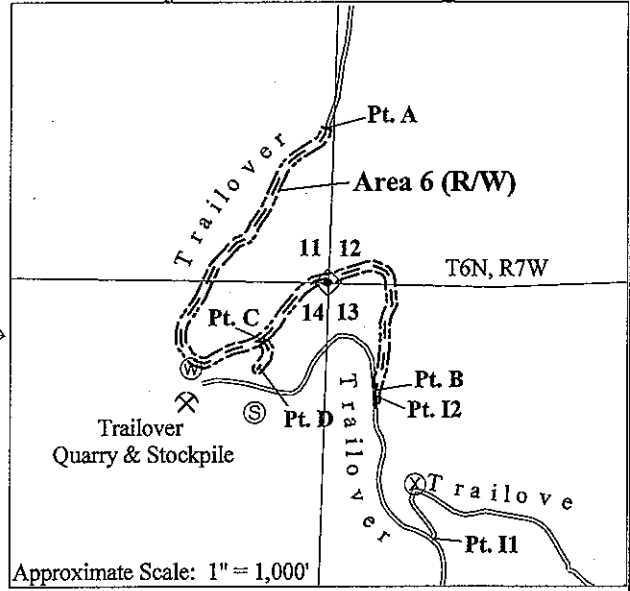 Pt. A
Trailover
Area 6 (R/W)
11 12
T6N, R7W
14 13
Pt. C
W
Pt. B
Pt. I2
Pt. D
S
Trailover
Quarry & Stockpile
Trailover
X
Trailove
Pt. I1
Approximate Scale: 1" = 1,000'